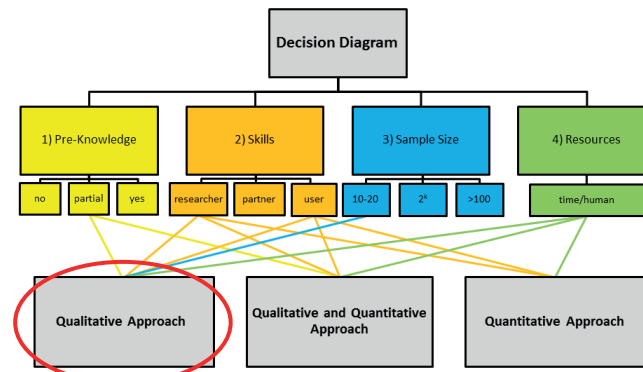 Decision Diagram
1) Pre-Knowledge
2) Skills
3) Sample Size
4) Resources
no
partial
yes
researcher
partner
user
10-20
2ᵏ
>100
time/human
Qualitative Approach
Qualitative and Quantitative
Approach
Quantitative Approach